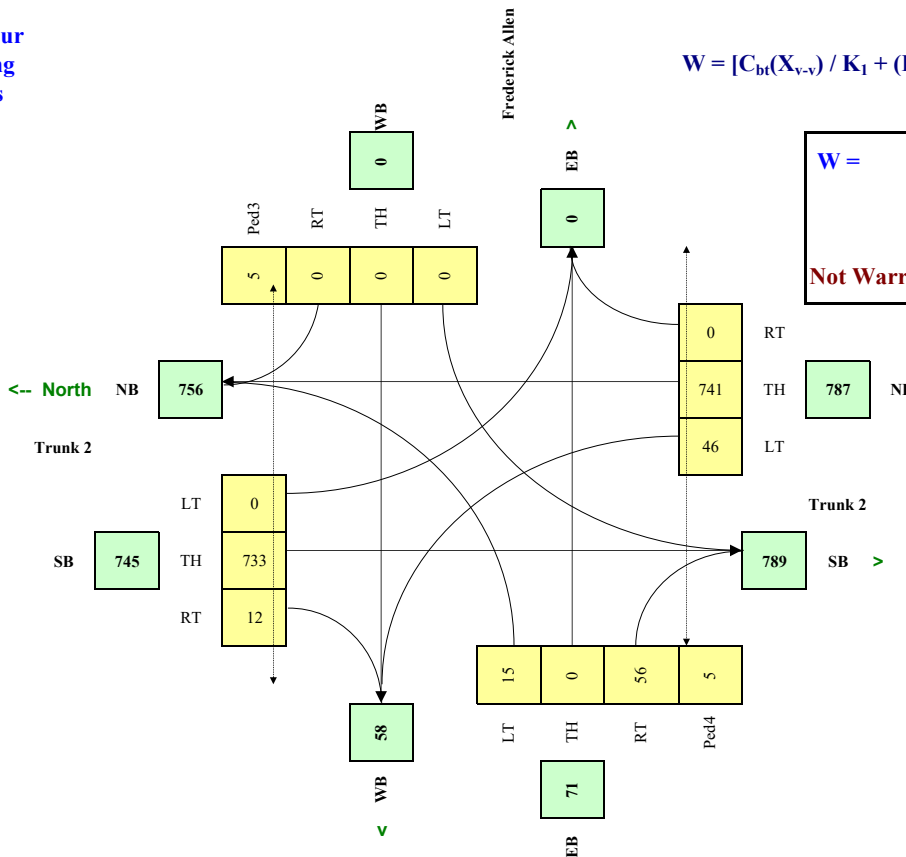 ur
ng
s
Frederick Allen
W = [C_bt(X_v-v) / K_1 + (
WB
0
^
EB
0
W =
Not Warr
Ped3
RT
TH
LT
5
0
0
0
0
RT
741
TH
787
46
LT
<-- North
NB
756
Trunk 2
Trunk 2
LT
0
SB
745
TH
733
RT
12
789
SB
>
15
0
56
5
LT
TH
RT
Ped4
58
WB
v
71
EB